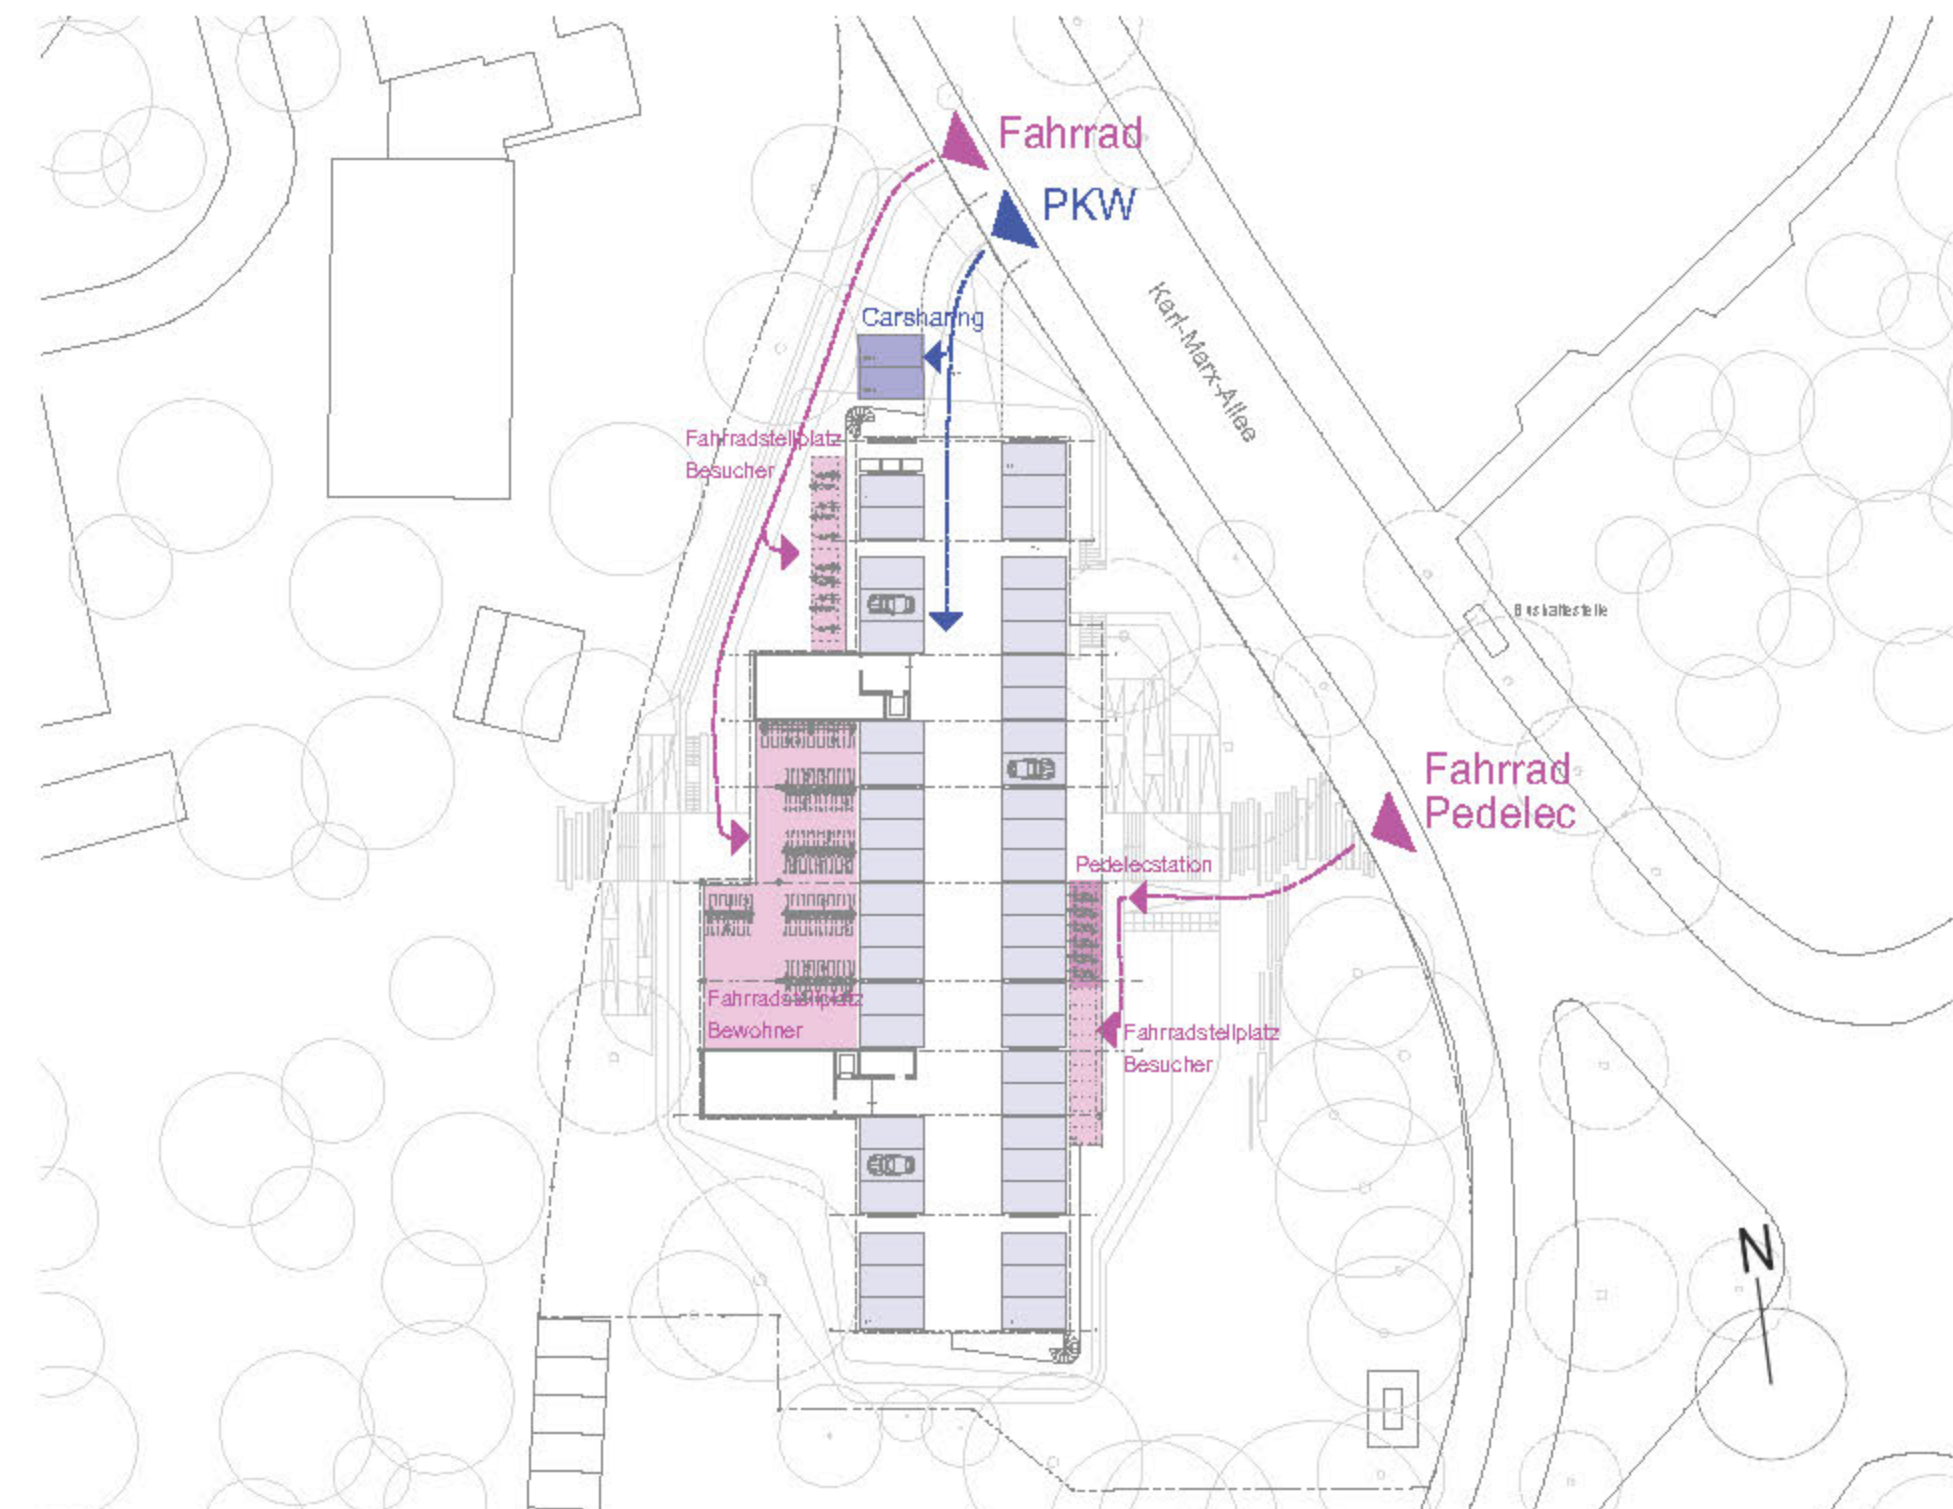 Fahrrad
PKW
Carsharing
Karl-Marx-Allee
Fahrradstellplatz
Besucher
Bushaltestelle
Fahrrad
Pedelec
Pedelecstation
Fahrradstellplatz
Bewohner
Fahrradstellplatz
Besucher
N